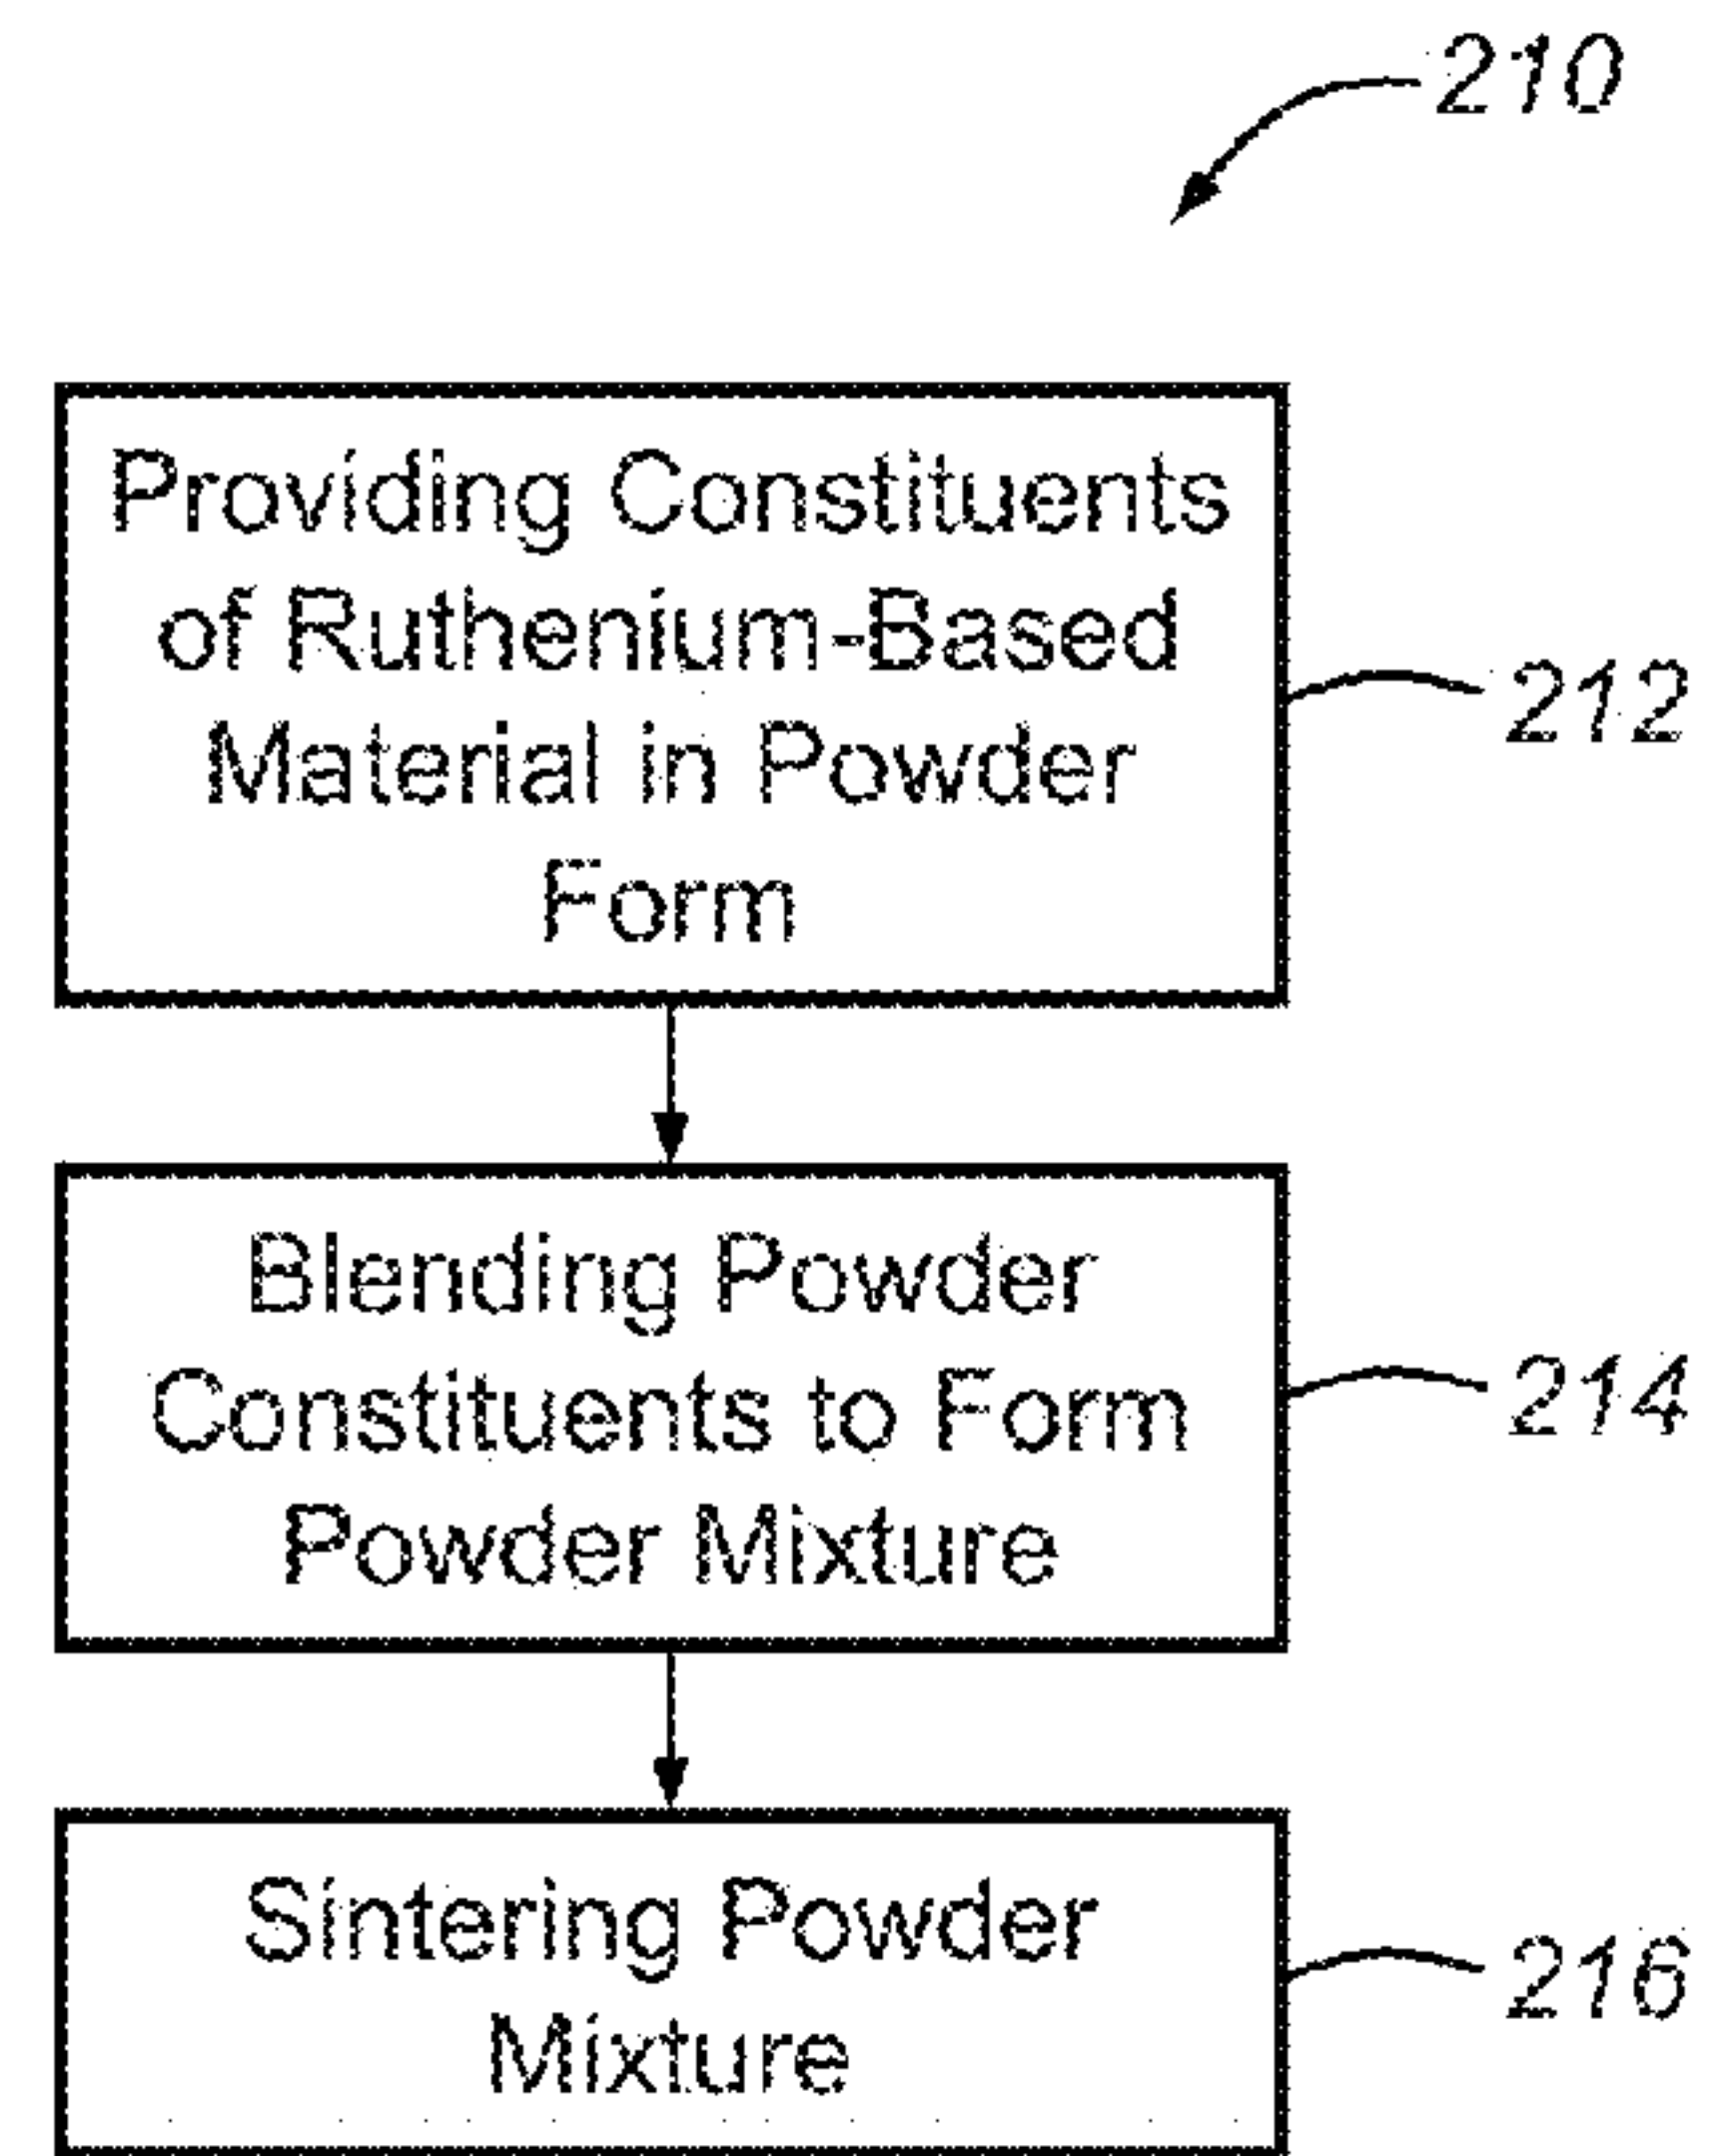 210
Providing Constituents
of Ruthenium-Based
Material in Powder
Form
212
Blending Powder
Constituents to Form
Powder Mixture
214
Sintering Powder
Mixture
216